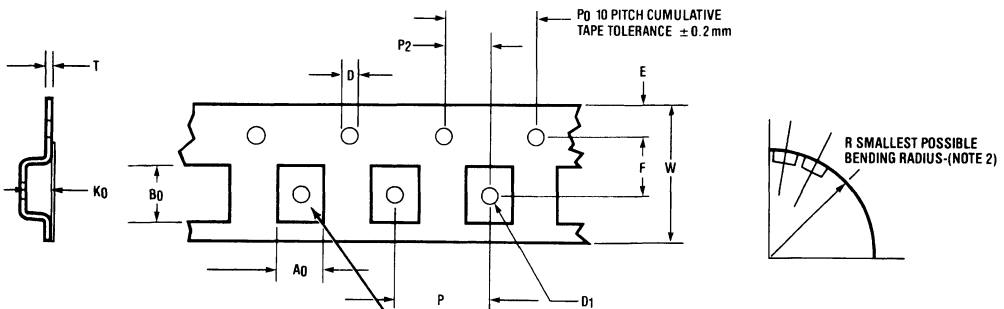 P0 10 PITCH CUMULATIVE
TAPE TOLERANCE ± 0.2 mm
P2
T
D
E
R SMALLEST POSSIBLE
BENDING RADIUS-(NOTE 2)
F
W
K0
B0
A0
P
D1